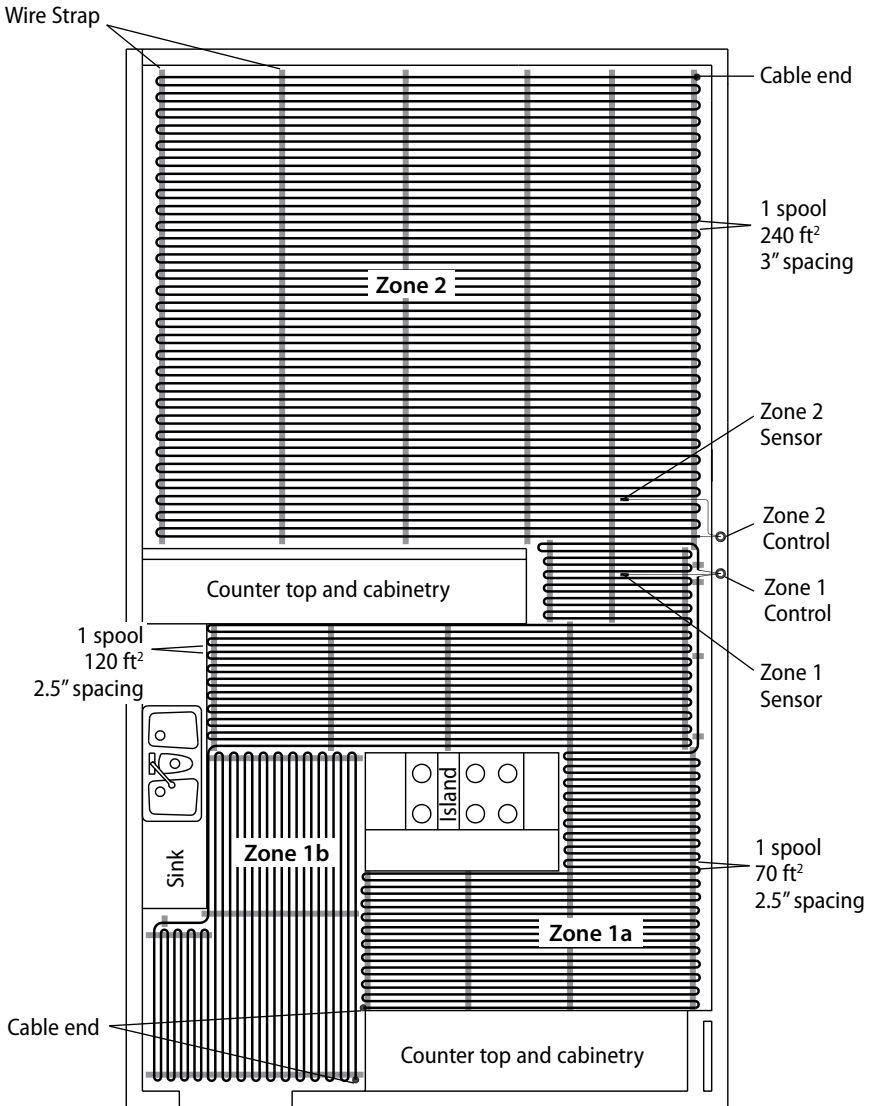 Wire Strap
Cable end
1 spool
240 ft²
3” spacing
Zone 2
Zone 2
Sensor
Zone 2
Control
Zone 1
Control
Counter top and cabinetry
1 spool
120 ft²
2.5” spacing
Zone 1
Sensor
Island
Zone 1b
Sink
1 spool
70 ft²
2.5” spacing
Zone 1a
Cable end
Counter top and cabinetry